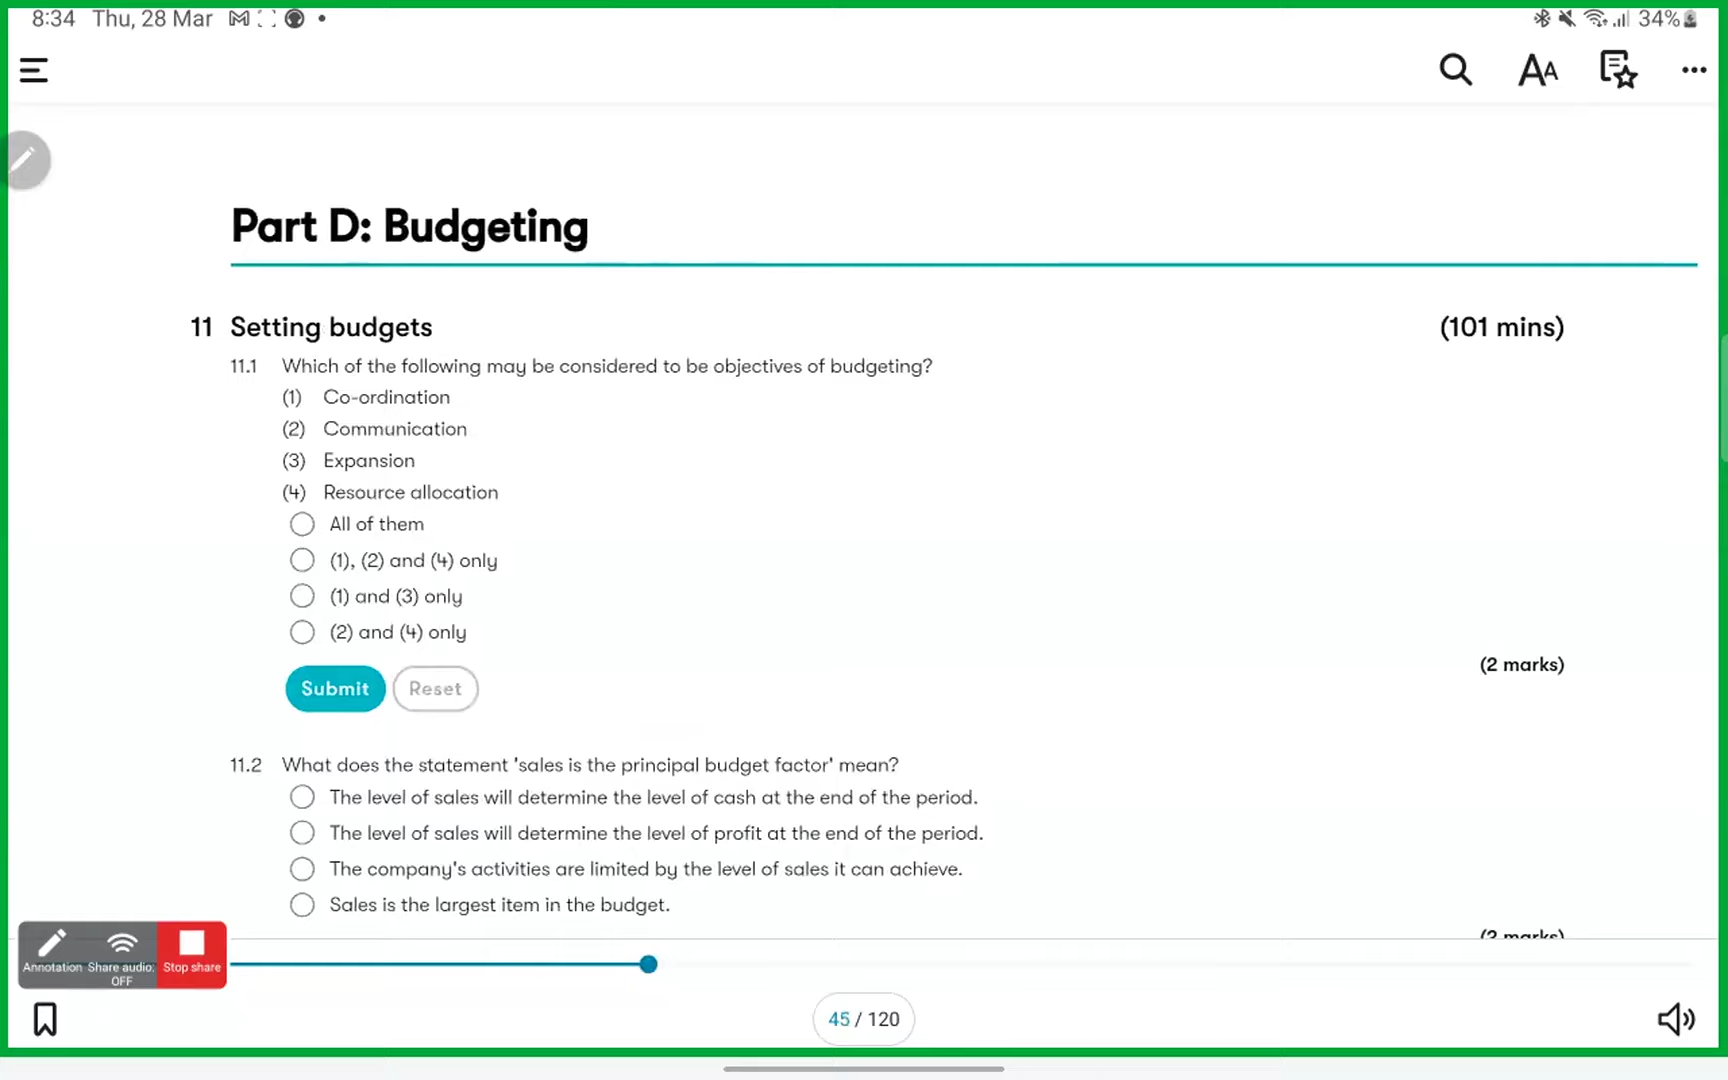 8:34 Thu, 28 Mar
34%
Part D: Budgeting
11 Setting budgets (101 mins)
11.1 Which of the following may be considered to be objectives of budgeting?
(1) Co-ordination
(2) Communication
(3) Expansion
(4) Resource allocation
All of them
(1), (2) and (4) only
(1) and (3) only
(2) and (4) only
(2 marks)
Submit Reset
11.2 What does the statement 'sales is the principal budget factor' mean?
The level of sales will determine the level of cash at the end of the period.
The level of sales will determine the level of profit at the end of the period.
The company's activities are limited by the level of sales it can achieve.
Sales is the largest item in the budget.
(2 marks)
Annotation Share audio: OFF Stop share
45 / 120